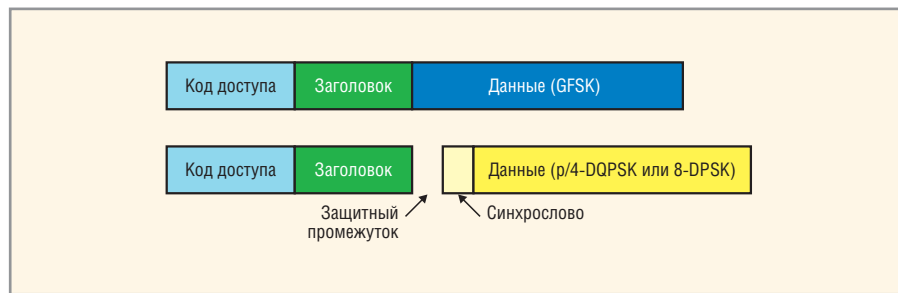 Код доступа
Заголовок
Данные (GFSK)
Код доступа
Заголовок
Данные (p/4-DQPSK или 8-DPSK)
Защитный
промежуток
Синхрослово